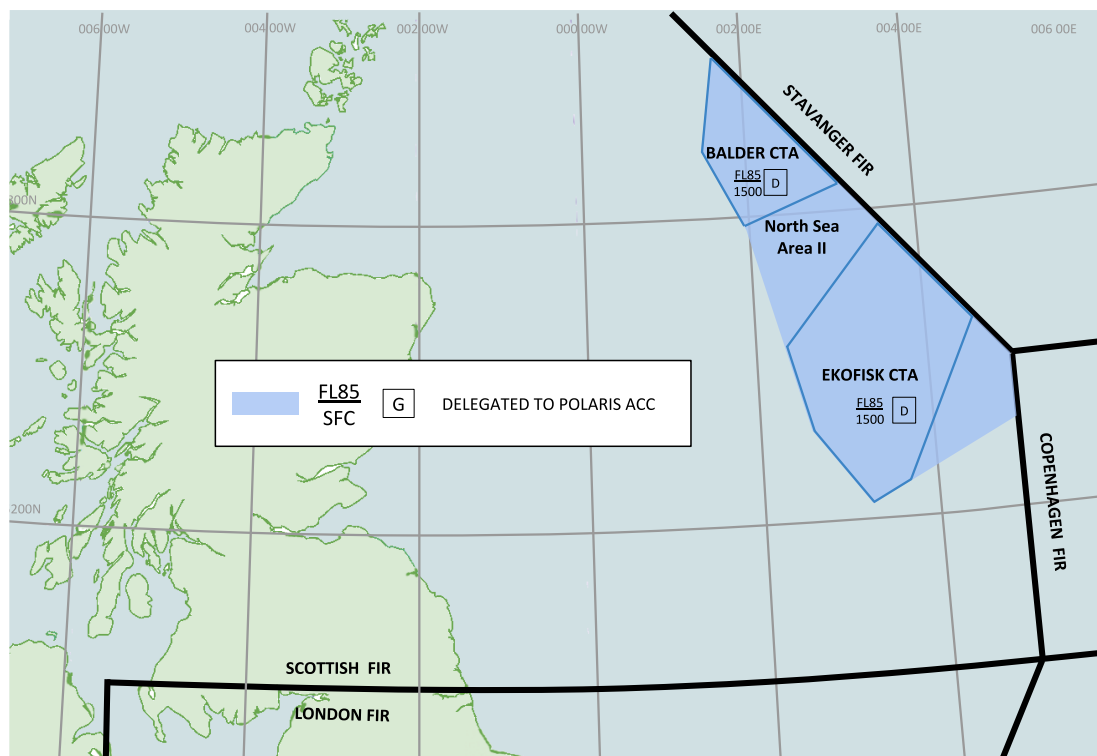 006 00W
004 00W
002 00W
000 00W
002 00E
004 00E
006 00E
STAVANGER FIR
BALDER CTA
FL85
1500
D
00N
North Sea
Area II
EKOFISK CTA
FL85
1500
D
FL85
SFC
G
DELEGATED TO POLARIS ACC
COPENHAGEN FIR
200N
SCOTTISH FIR
LONDON FIR